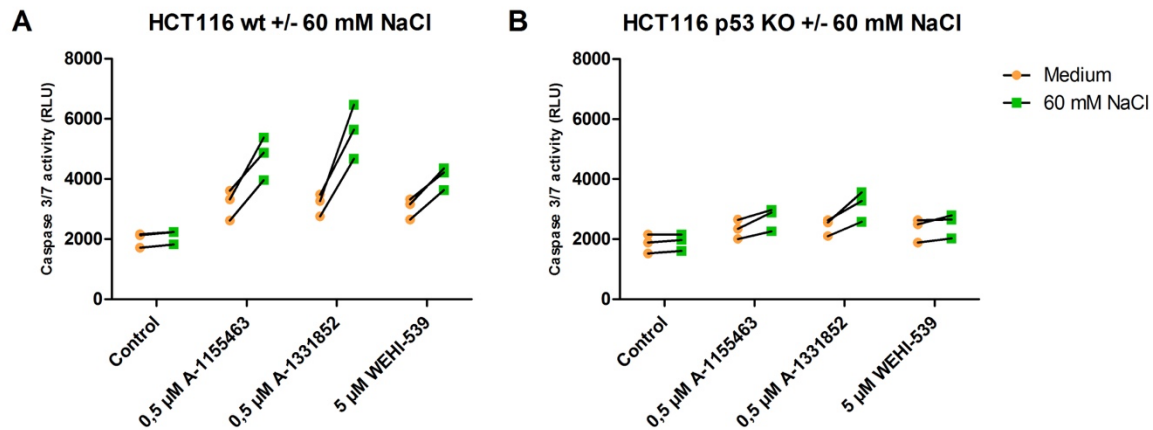 A
HCT116 wt +/- 60 mM NaCl
Caspase 3/7 activity (RLU)
8000
6000
4000
2000
0
Control
0,5 µM A-1155463
0,5 µM A-1331852
5 µM WEHI-539
B
HCT116 p53 KO +/- 60 mM NaCl
Caspase 3/7 activity (RLU)
8000
6000
4000
2000
0
Control
0,5 µM A-1155463
0,5 µM A-1331852
5 µM WEHI-539
Medium
60 mM NaCl